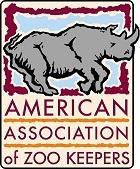 AMERICAN
ASSOCIATION
of ZOO KEEPERS